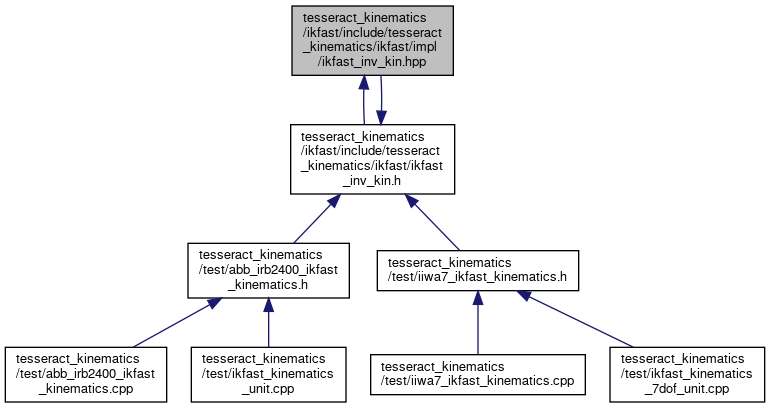 tesseract_kinematics
/ikfast/include/tesseract
_kinematics/ikfast/impl
/ikfast_inv_kin.hpp
tesseract_kinematics
/ikfast/include/tesseract
_kinematics/ikfast/ikfast
_inv_kin.h
tesseract_kinematics
/test/abb_irb2400_ikfast
_kinematics.h
tesseract_kinematics
/test/iiwa7_ikfast_kinematics.h
tesseract_kinematics
/test/abb_irb2400_ikfast
_kinematics.cpp
tesseract_kinematics
/test/ikfast_kinematics
_unit.cpp
tesseract_kinematics
/test/iiwa7_ikfast_kinematics.cpp
tesseract_kinematics
/test/ikfast_kinematics
_7dof_unit.cpp